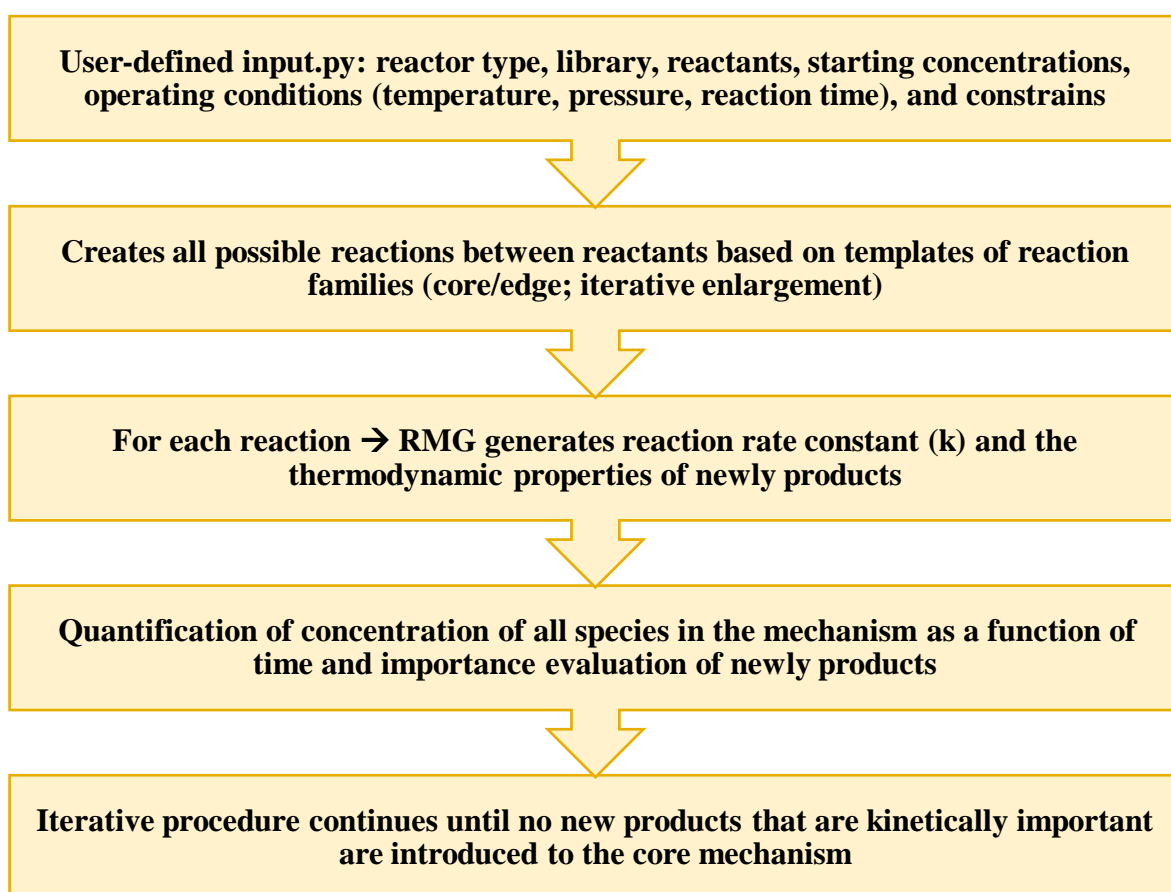 User-defined input.py: reactor type, library, reactants, starting concentrations,
operating conditions (temperature, pressure, reaction time), and constrains
Creates all possible reactions between reactants based on templates of reaction
families (core/edge; iterative enlargement)
For each reaction → RMG generates reaction rate constant (k) and the
thermodynamic properties of newly products
Quantification of concentration of all species in the mechanism as a function of
time and importance evaluation of newly products
Iterative procedure continues until no new products that are kinetically important
are introduced to the core mechanism